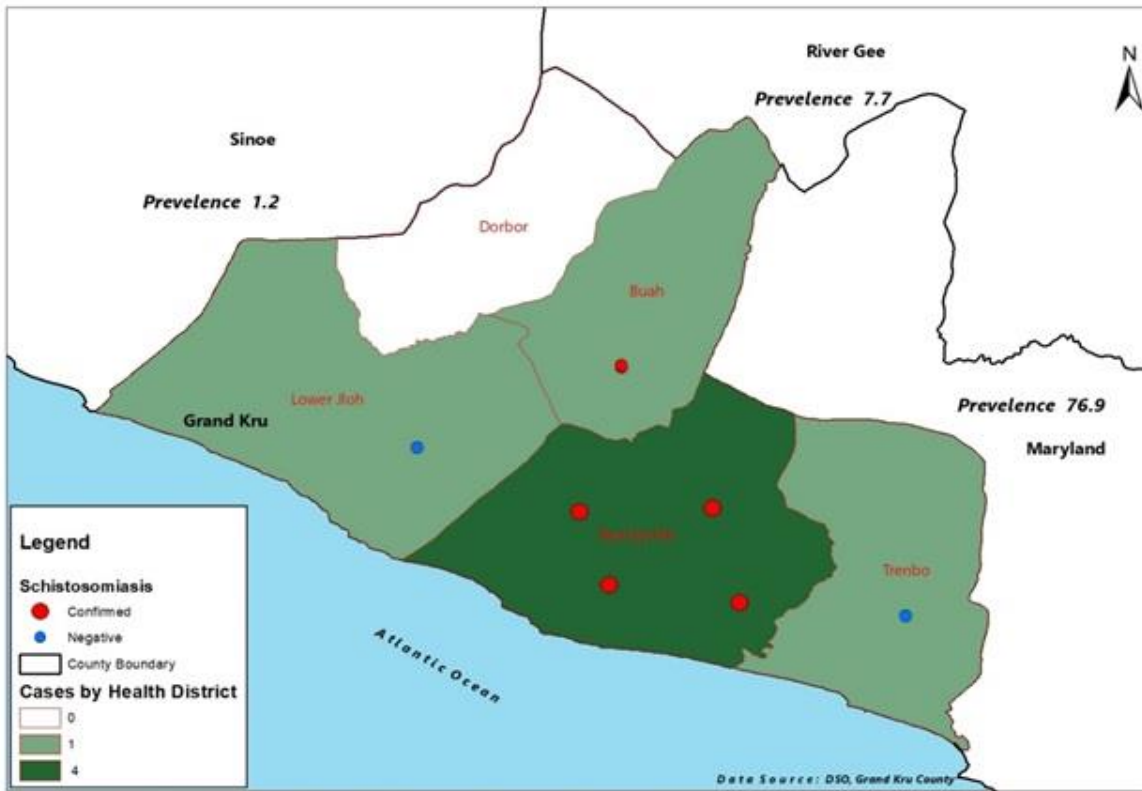 River Gee
N
Prevelence 7.7
Sinoe
Prevelence 1.2
Dorbor
Buah
Lower Jloh
Grand Kru
Prevelence 76.9
Maryland
Trenbo
Atlantic Ocean
Legend
Schistosomiasis
Confirmed
Negative
County Boundary
Cases by Health District
0
1
4
Data Source: DSO, Grand Kru County